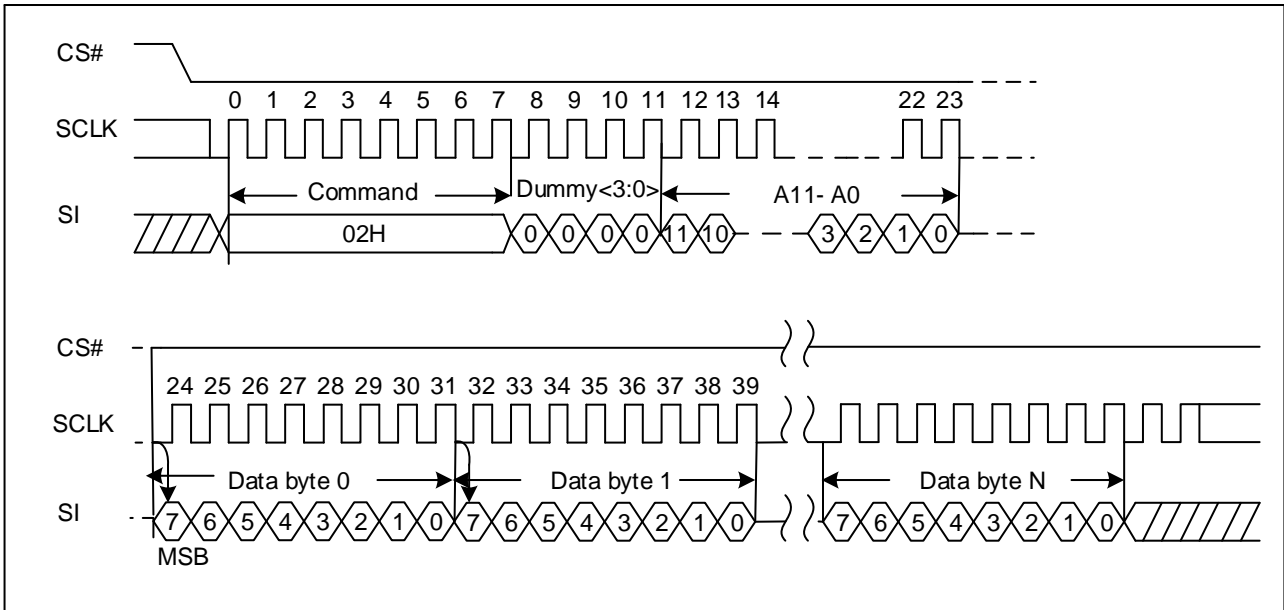 CS#
0 1 2 3 4 5 6 7 8 9 10 11 12 13 14 22 23
SCLK
Command Dummy<3:0> A11- A0
SI
02H 0 0 0 0 11 10 3 2 1 0
CS#
24 25 26 27 28 29 30 31 32 33 34 35 36 37 38 39
SCLK
Data byte 0 Data byte 1 Data byte N
SI
7 6 5 4 3 2 1 0 7 6 5 4 3 2 1 0 7 6 5 4 3 2 1 0
MSB